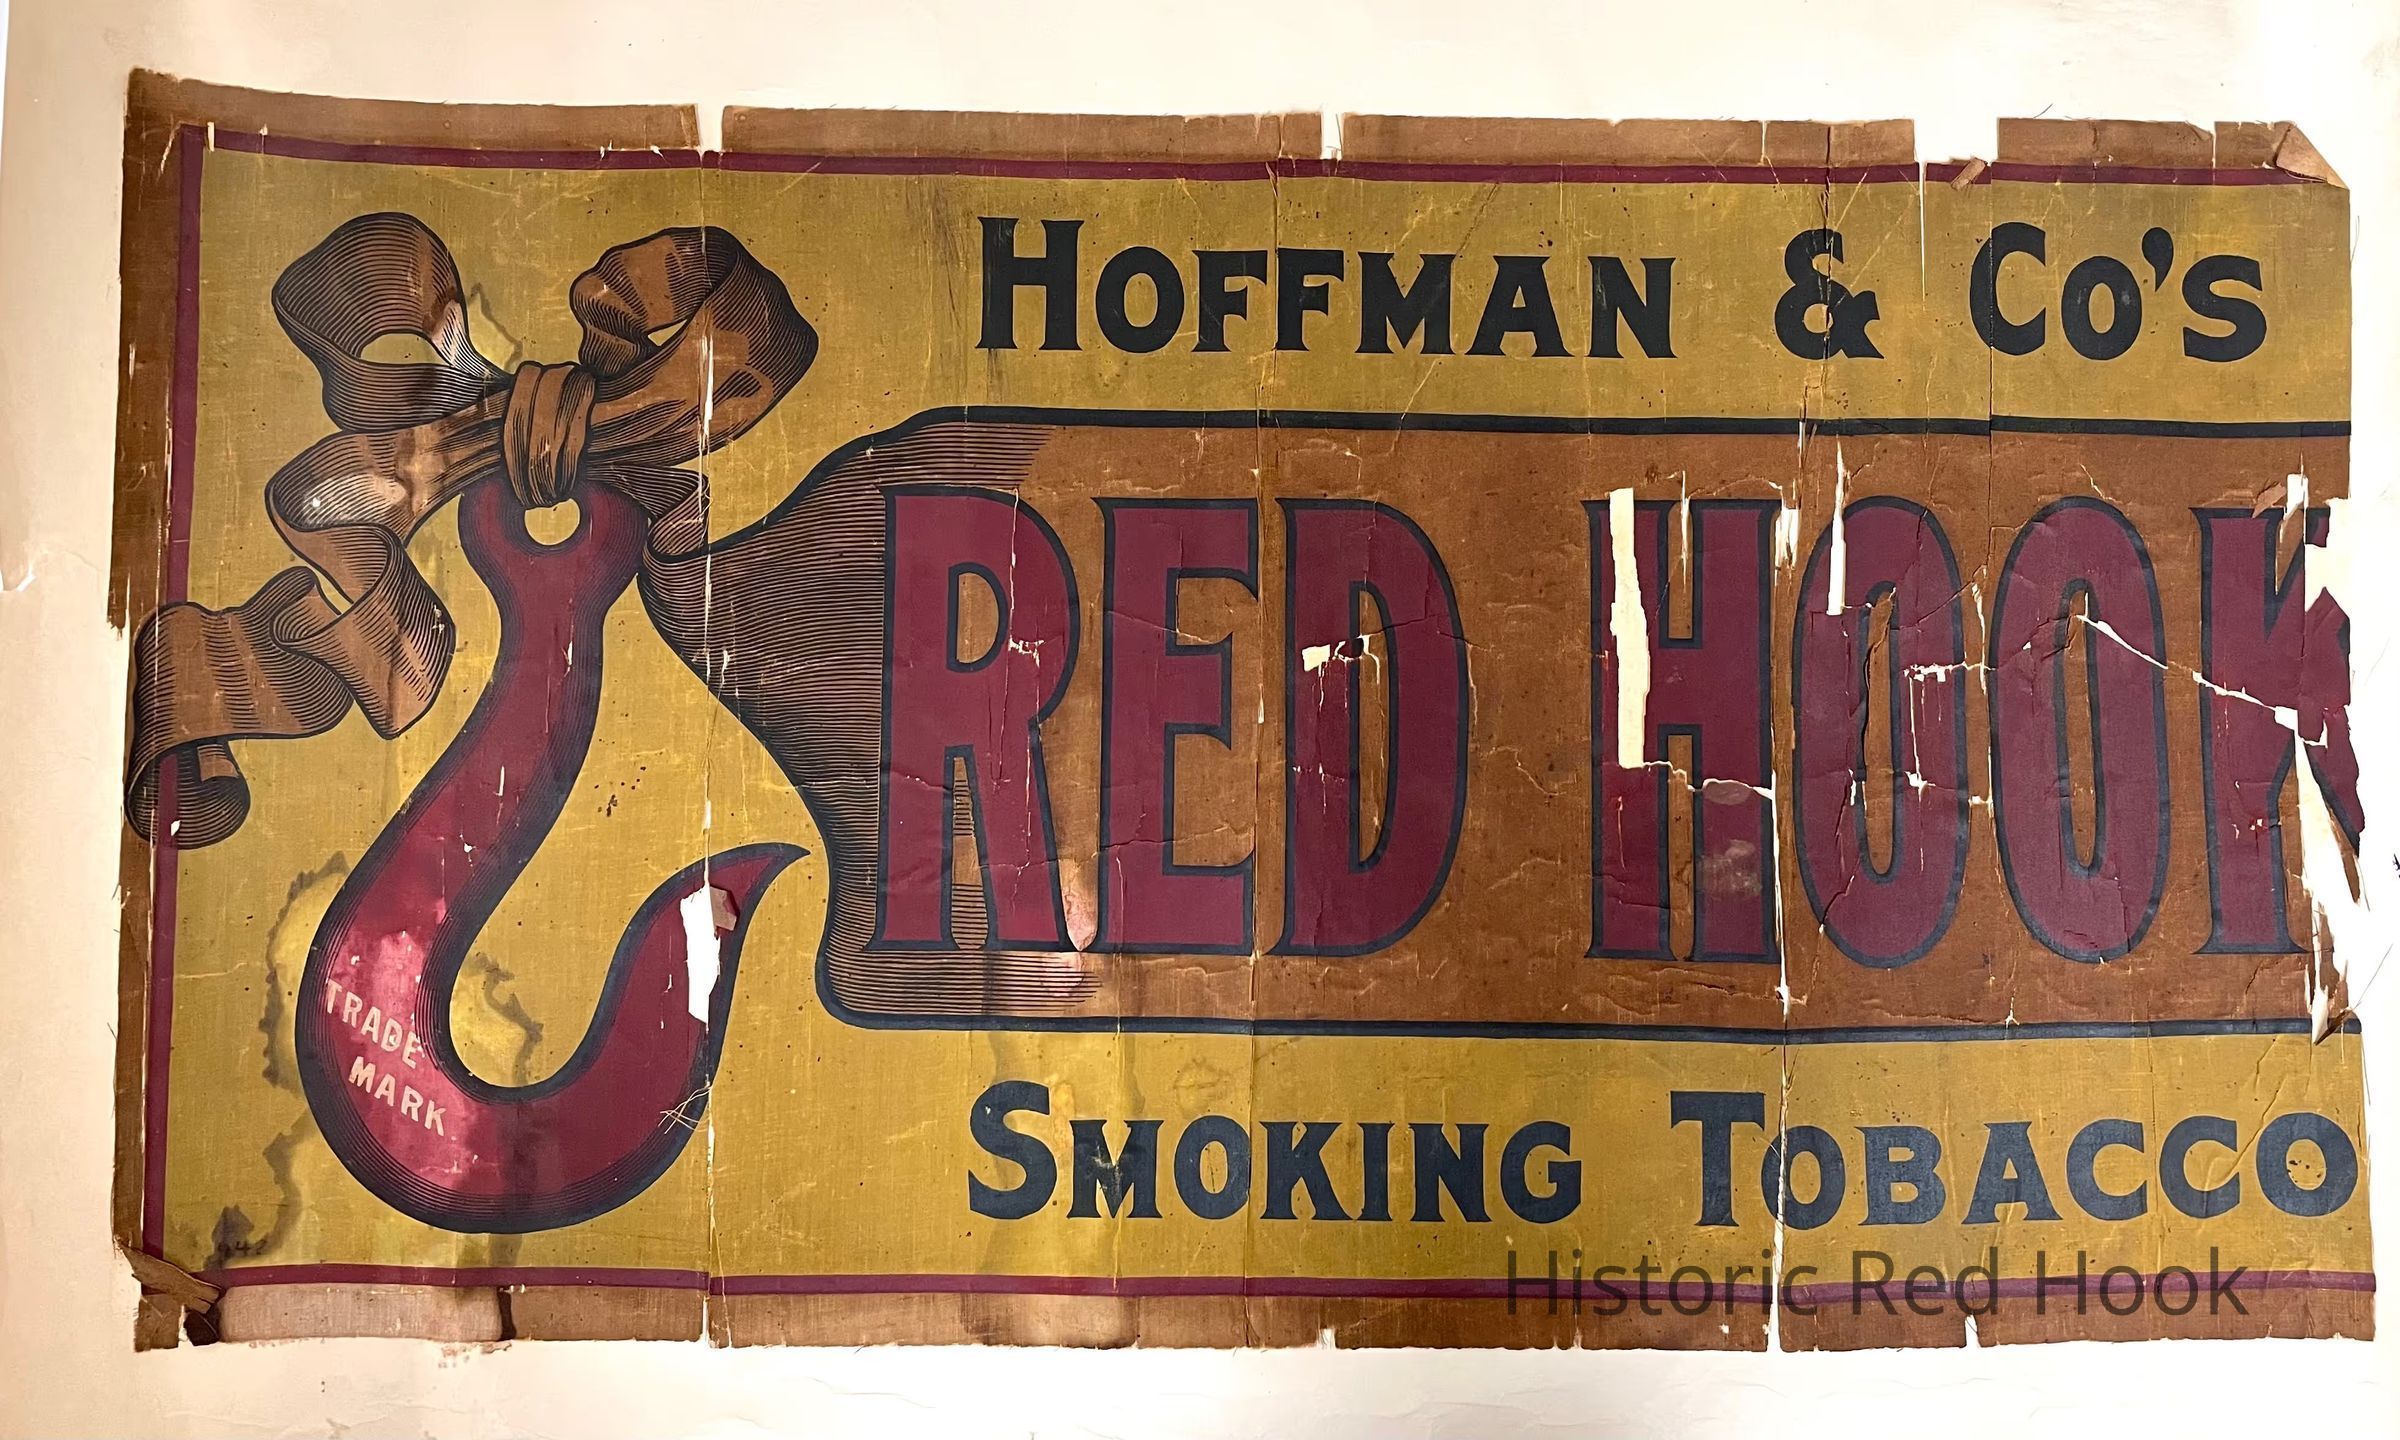 HOFFMAN & CO'S
RED HOOK
TRADE
MARK
SMOKING TOBACCO
Historic Red Hook